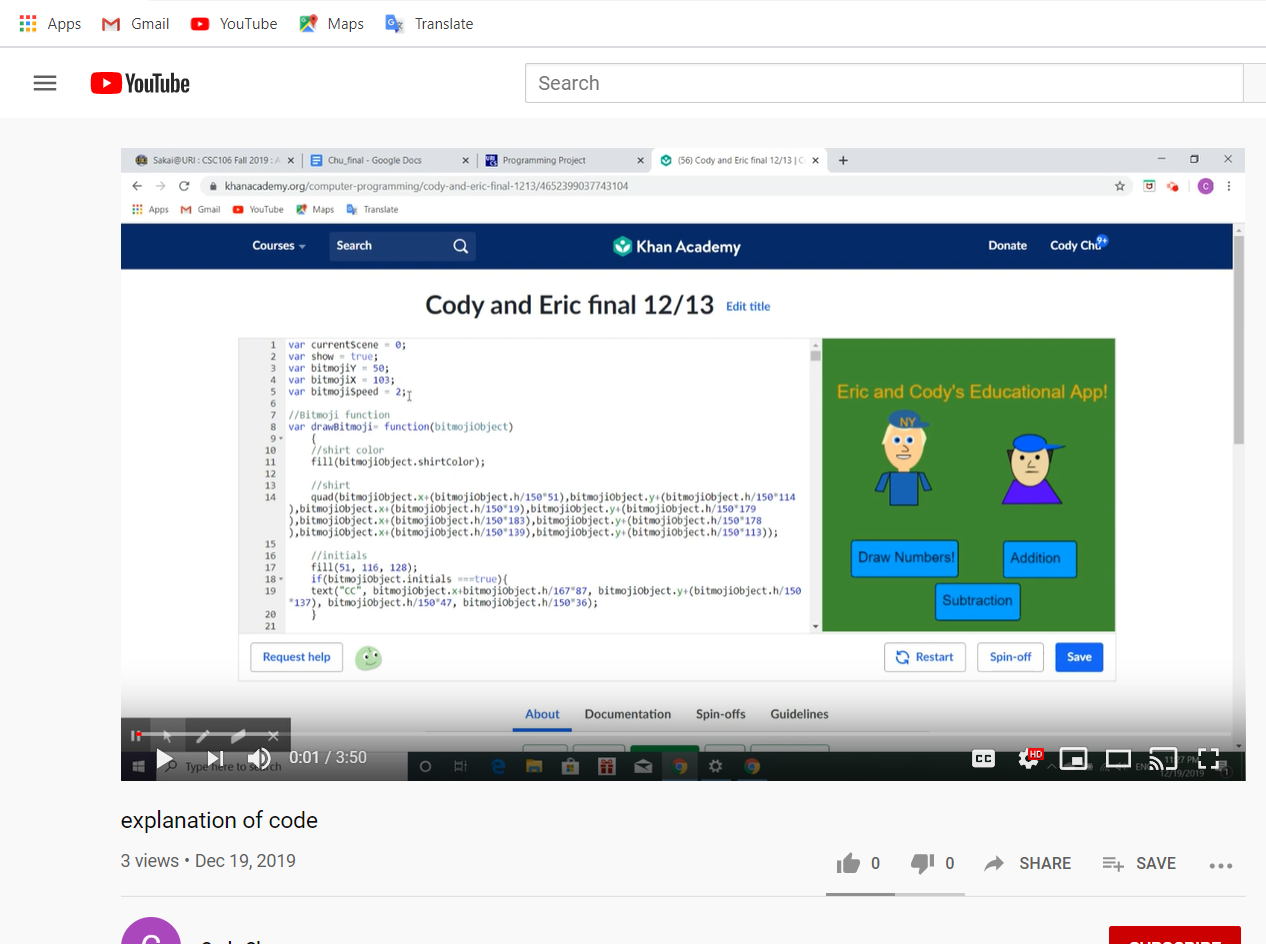 Apps Gmail YouTube Maps Translate
YouTube
Search
Sakai@URI : CSC106 Fall 2019 : A Chu_final - Google Docs Programming Project (56) Cody and Eric final 12/13 | C
khanacademy.org/computer-programming/cody-and-eric-final-1213/4652399037743104 C
Apps Gmail YouTube Maps Translate
Courses Search Khan Academy Donate Cody Chu 9+
Cody and Eric final 12/13 Edit title
1 var currentScene = 0;
2 var show = true;
3 var bitmojiY = 50;
4 var bitmojiX = 103;
5 var bitmojiSpeed = 2;
6
7 //Bitmoji function
8 var drawBitmoji= function(bitmojiObject)
9 {
10 //shirt color
11 fill(bitmojiObject.shirtColor);
12
13 //shirt
14 quad(bitmojiObject.x+(bitmojiObject.h/150*51),bitmojiObject.y+(bitmojiObject.h/150*114
),bitmojiObject.x+(bitmojiObject.h/150*19),bitmojiObject.y+(bitmojiObject.h/150*179
),bitmojiObject.x+(bitmojiObject.h/150*183),bitmojiObject.y+(bitmojiObject.h/150*178
),bitmojiObject.x+(bitmojiObject.h/150*139),bitmojiObject.y+(bitmojiObject.h/150*113));
15
16 //initials
17 fill(51, 116, 128);
18 if(bitmojiObject.initials ===true){
19 text("CC", bitmojiObject.x+bitmojiObject.h/167*87, bitmojiObject.y+(bitmojiObject.h/150
*137), bitmojiObject.h/150*47, bitmojiObject.h/150*36);
20 }
21
Eric and Cody's Educational App!
NY
Draw Numbers! Addition
Subtraction
Request help Restart Spin-off Save
About Documentation Spin-offs Guidelines
0:01 / 3:50 CC HD
Type here to search
12/19/2019
explanation of code
3 views • Dec 19, 2019
0 0 SHARE SAVE
C
SUBSCRIBE